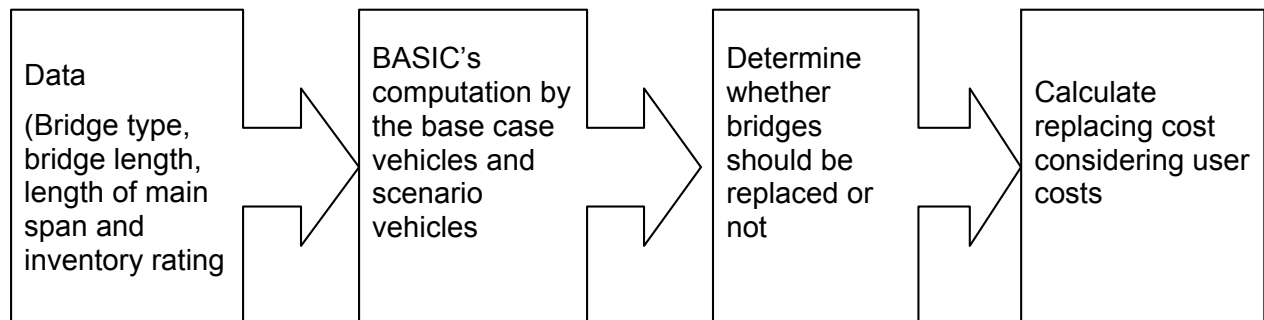 Data
(Bridge type,
bridge length,
length of main
span and
inventory rating
BASIC’s
computation by
the base case
vehicles and
scenario
vehicles
Determine
whether
bridges
should be
replaced or
not
Calculate
replacing cost
considering user
costs